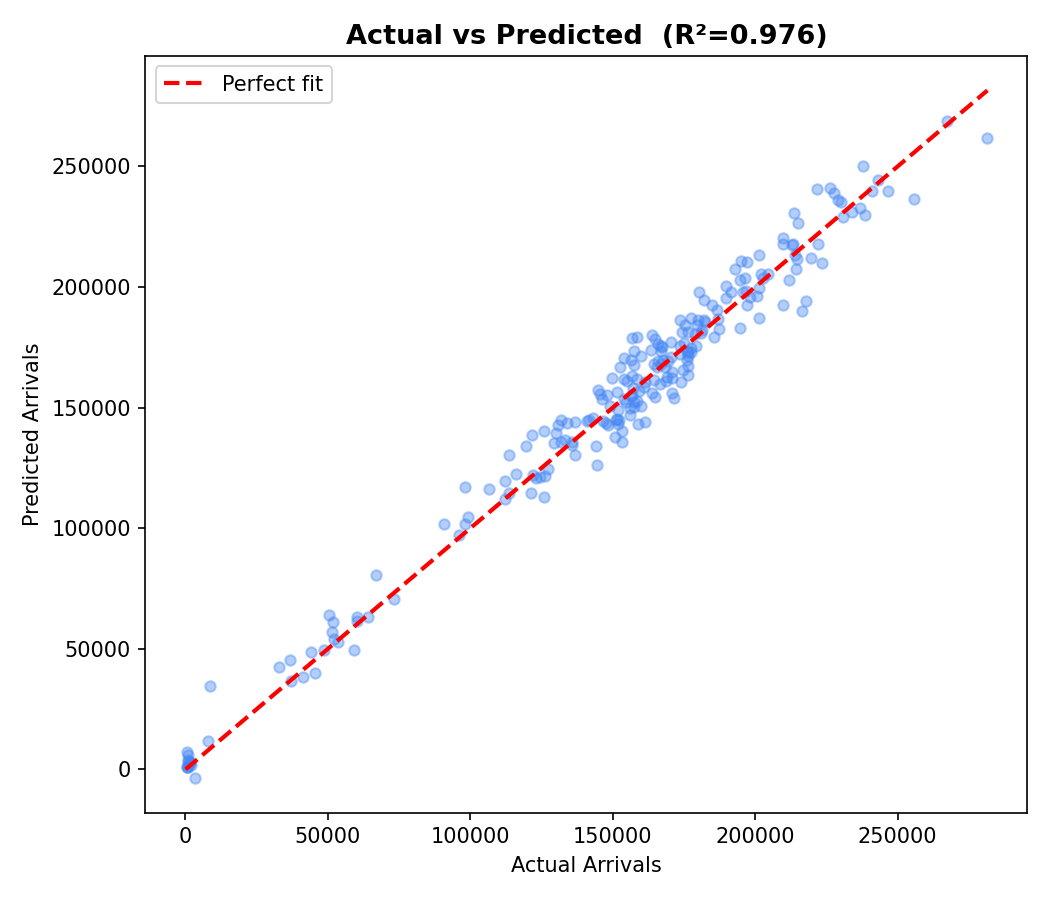 Actual vs Predicted (R²=0.976)
Perfect fit
Predicted Arrivals
250000
200000
150000
100000
50000
0
0 50000 100000 150000 200000 250000
Actual Arrivals